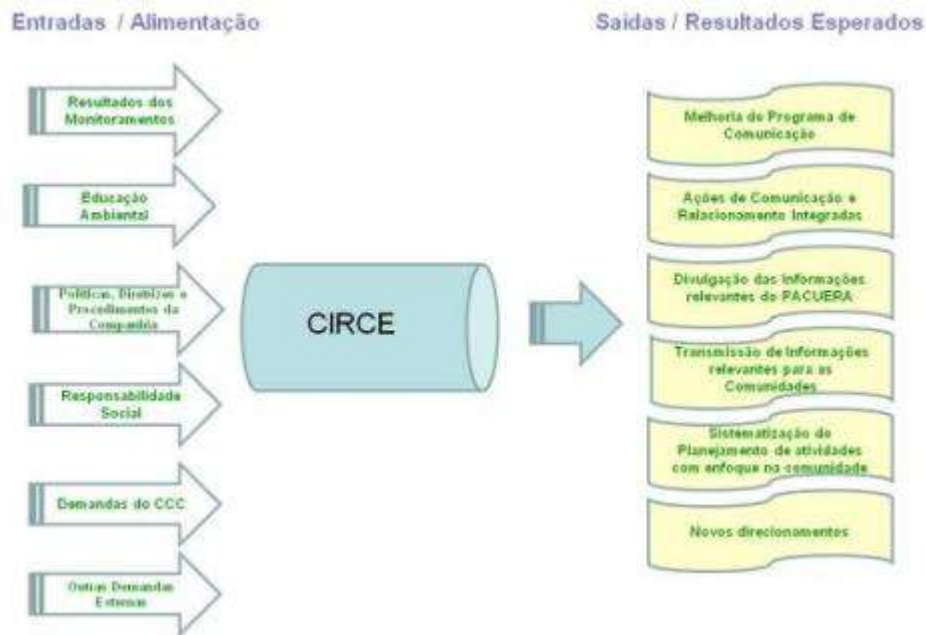 Entradas / Alimentação
Saídas / Resultados Esperados
Resultados dos
Monitoramentos
Educação
Ambiental
Políticas, Diretrizes e
Procedimentos da
Companhia
Responsabilidade
Social
Demandas do CCC
Outras Demandas
Externas
CIRCE
Melhoria do Programa de
Comunicação
Ações de Comunicação e
Relacionamento Integradas
Divulgação das Informações
relevantes do PACUERA
Transmissão de Informações
relevantes para as
Comunidades
Sistematização do
Planejamento de atividades
com enfoque na comunidade
Novos direcionamentos